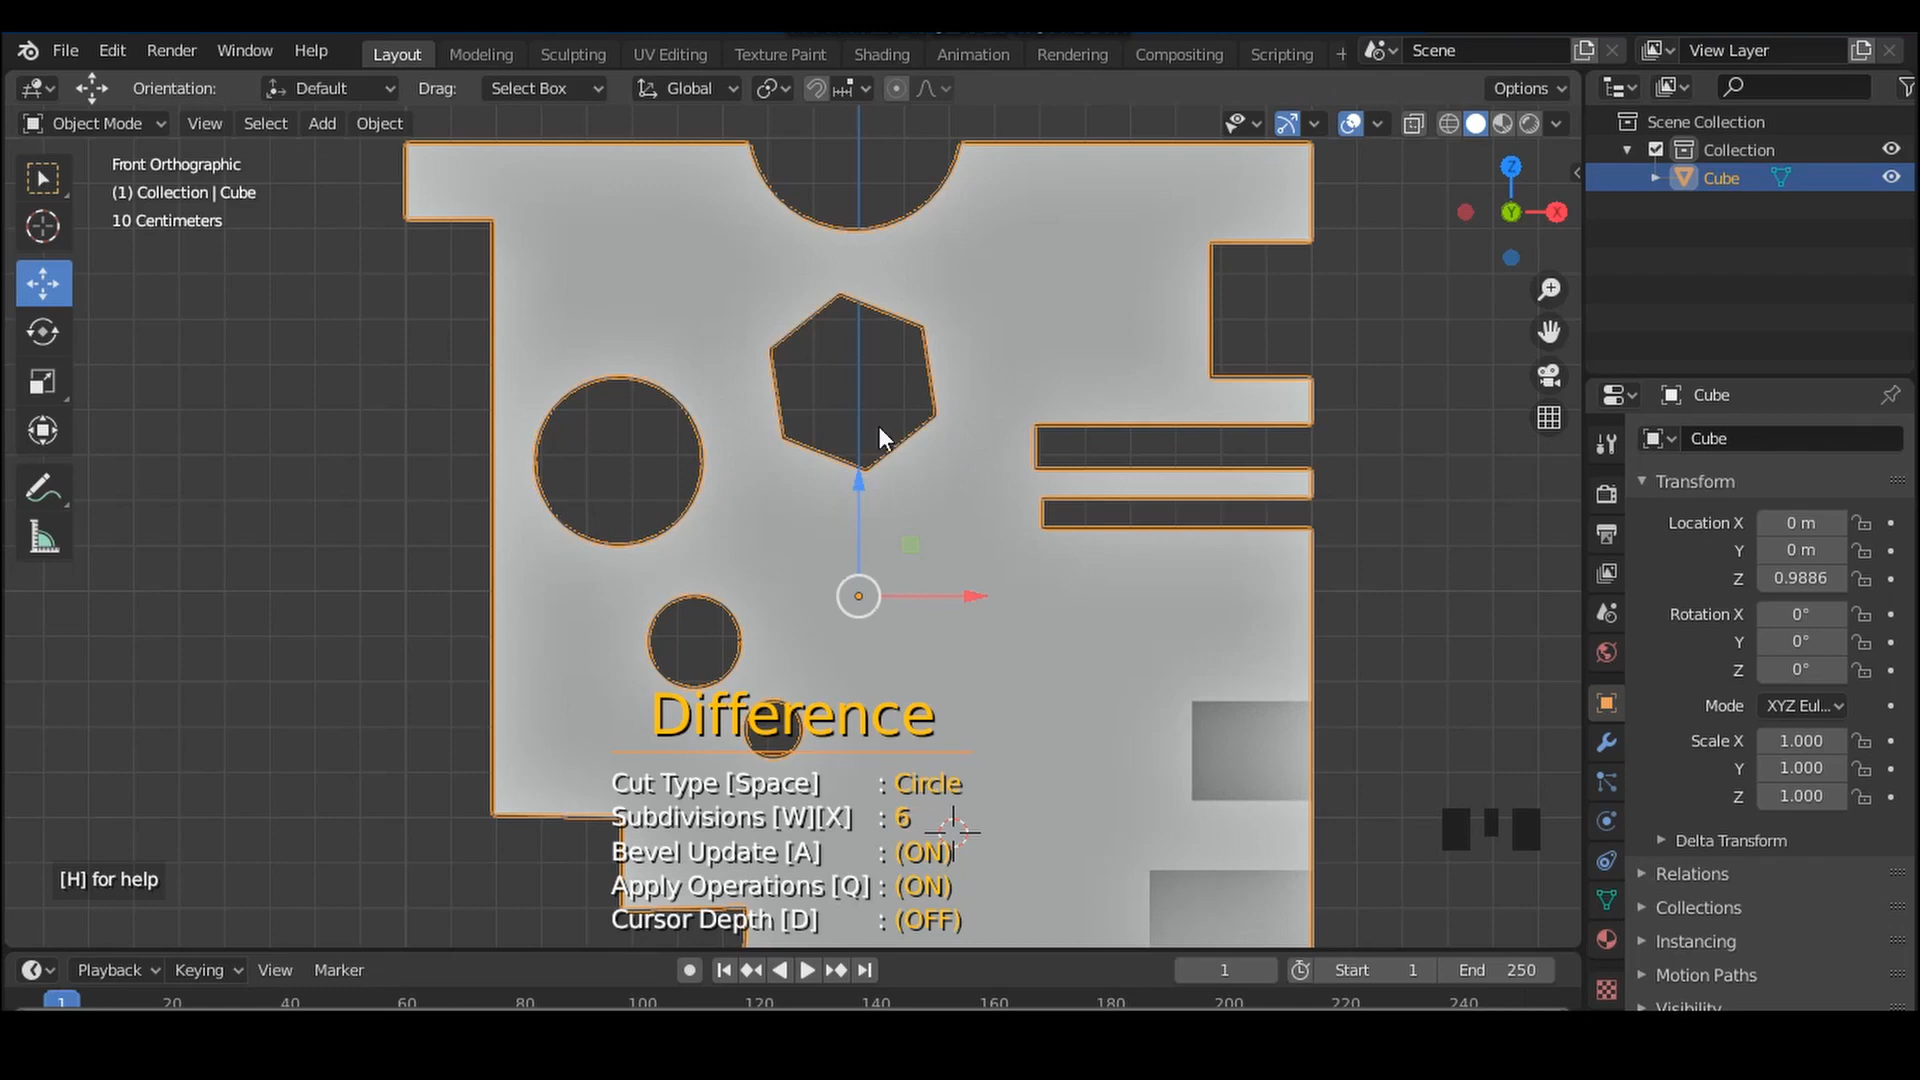 File Edit Render Window Help Layout Modeling Sculpting UV Editing Texture Paint Shading Animation Rendering Compositing Scripting + Scene View Layer
Orientation: Default Drag: Select Box Global Options
Object Mode View Select Add Object
Scene Collection
Collection
Cube
Front Orthographic
(1) Collection | Cube
10 Centimeters
Z
Y
X
Cube
Cube
Transform
Location X 0 m
Y 0 m
Z 0.9886
Rotation X 0°
Y 0°
Z 0°
Mode XYZ Eul...
Scale X 1.000
Y 1.000
Z 1.000
Delta Transform
Relations
Collections
Instancing
Motion Paths
Visibility
Difference
Cut Type [Space] : Circle
Subdivisions [W][X] : 6
Bevel Update [A] : (ON)
Apply Operations [Q] : (ON)
Cursor Depth [D] : (OFF)
[H] for help
Playback Keying View Marker 1 Start 1 End 250
1 20 40 60 80 100 120 140 160 180 200 220 240